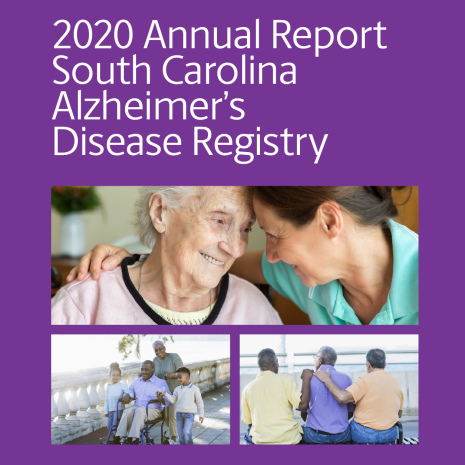 2020 Annual Report
South Carolina
Alzheimer’s
Disease Registry